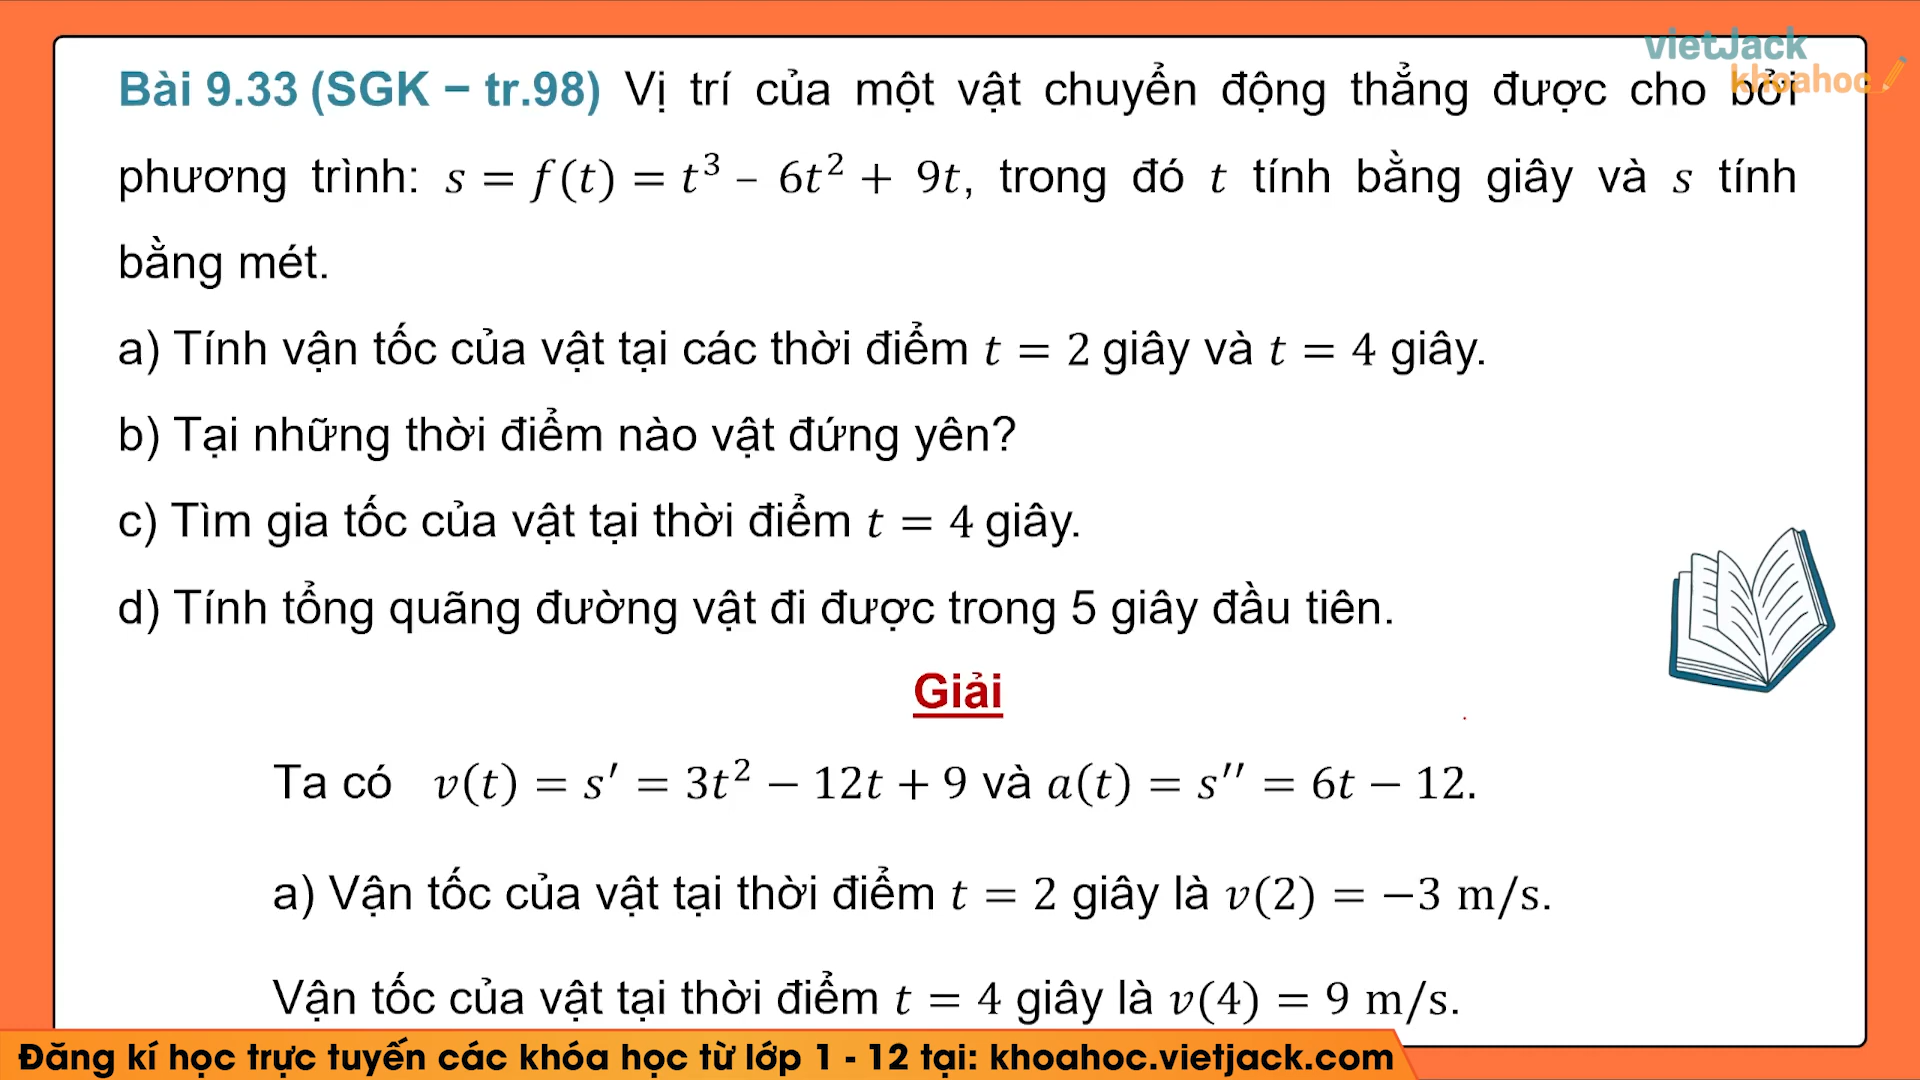 vietJack
khoahoc
Bài 9.33 (SGK – tr.98) Vị trí của một vật chuyển động thẳng được cho bởi
phương trình: s = f(t) = t³ – 6t² + 9t, trong đó t tính bằng giây và s tính
bằng mét.
a) Tính vận tốc của vật tại các thời điểm t = 2 giây và t = 4 giây.
b) Tại những thời điểm nào vật đứng yên?
c) Tìm gia tốc của vật tại thời điểm t = 4 giây.
d) Tính tổng quãng đường vật đi được trong 5 giây đầu tiên.
Giải
Ta có v(t) = s′ = 3t² − 12t + 9 và a(t) = s′′ = 6t − 12.
a) Vận tốc của vật tại thời điểm t = 2 giây là v(2) = −3 m/s.
Vận tốc của vật tại thời điểm t = 4 giây là v(4) = 9 m/s.
Đăng kí học trực tuyến các khóa học từ lớp 1 - 12 tại: khoahoc.vietjack.com